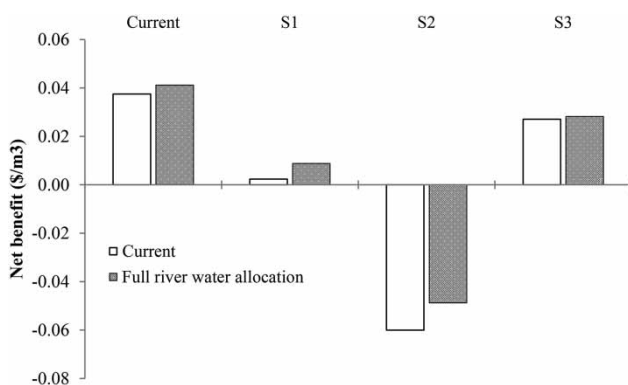 Current S1 S2 S3
0.06
0.04
0.02
0.00
-0.02
-0.04
-0.06
-0.08
Net benefit ($/m3)
Current
Full river water allocation